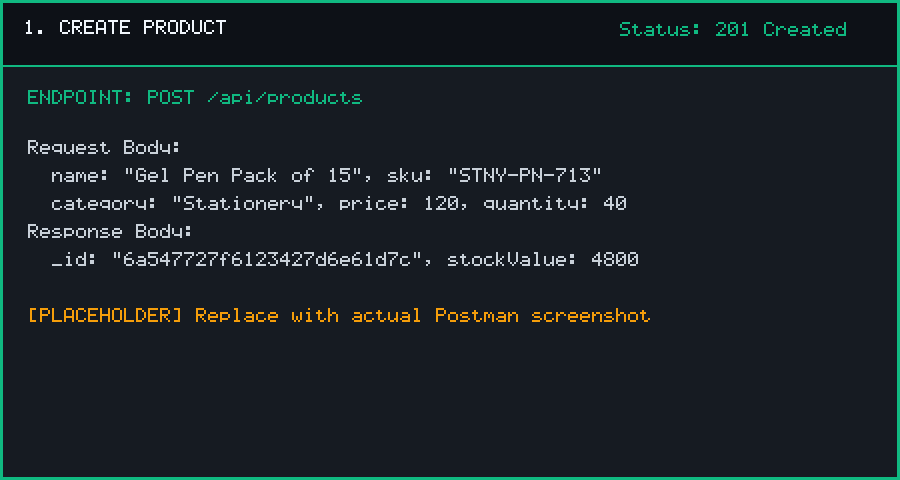 1. CREATE PRODUCT
Status: 201 Created
ENDPOINT: POST /api/products
Request Body:
name: "Gel Pen Pack of 15", sku: "STNY-PN-713"
category: "Stationery", price: 120, quantity: 40
Response Body:
_id: "6a547727f6123427d6e61d7c", stockValue: 4800
[PLACEHOLDER] Replace with actual Postman screenshot